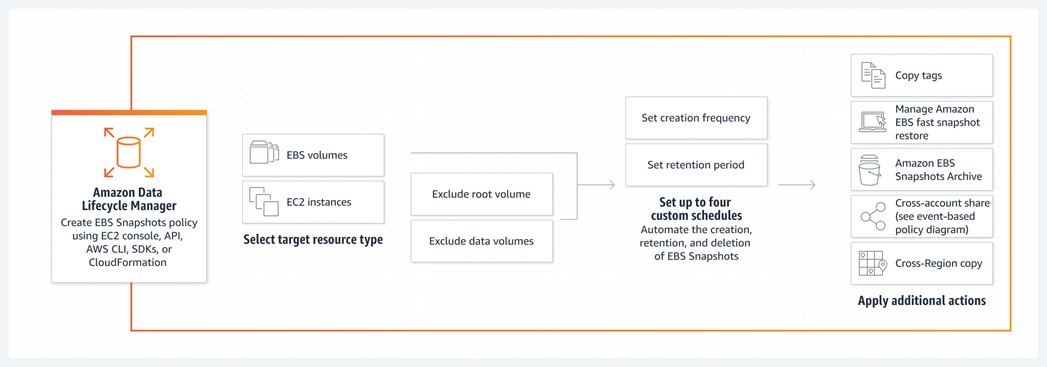 Amazon Data
Lifecycle Manager
Create EBS Snapshots policy
using EC2 console, API,
AWS CLI, SDKs, or
CloudFormation
EBS volumes
EC2 instances
Select target resource type
Exclude root volume
Exclude data volumes
Set creation frequency
Set retention period
Set up to four
custom schedules
Automate the creation,
retention, and deletion
of EBS Snapshots
Copy tags
Manage Amazon
EBS fast snapshot
restore
Amazon EBS
Snapshots Archive
Cross-account share
(see event-based
policy diagram)
Cross-Region copy
Apply additional actions